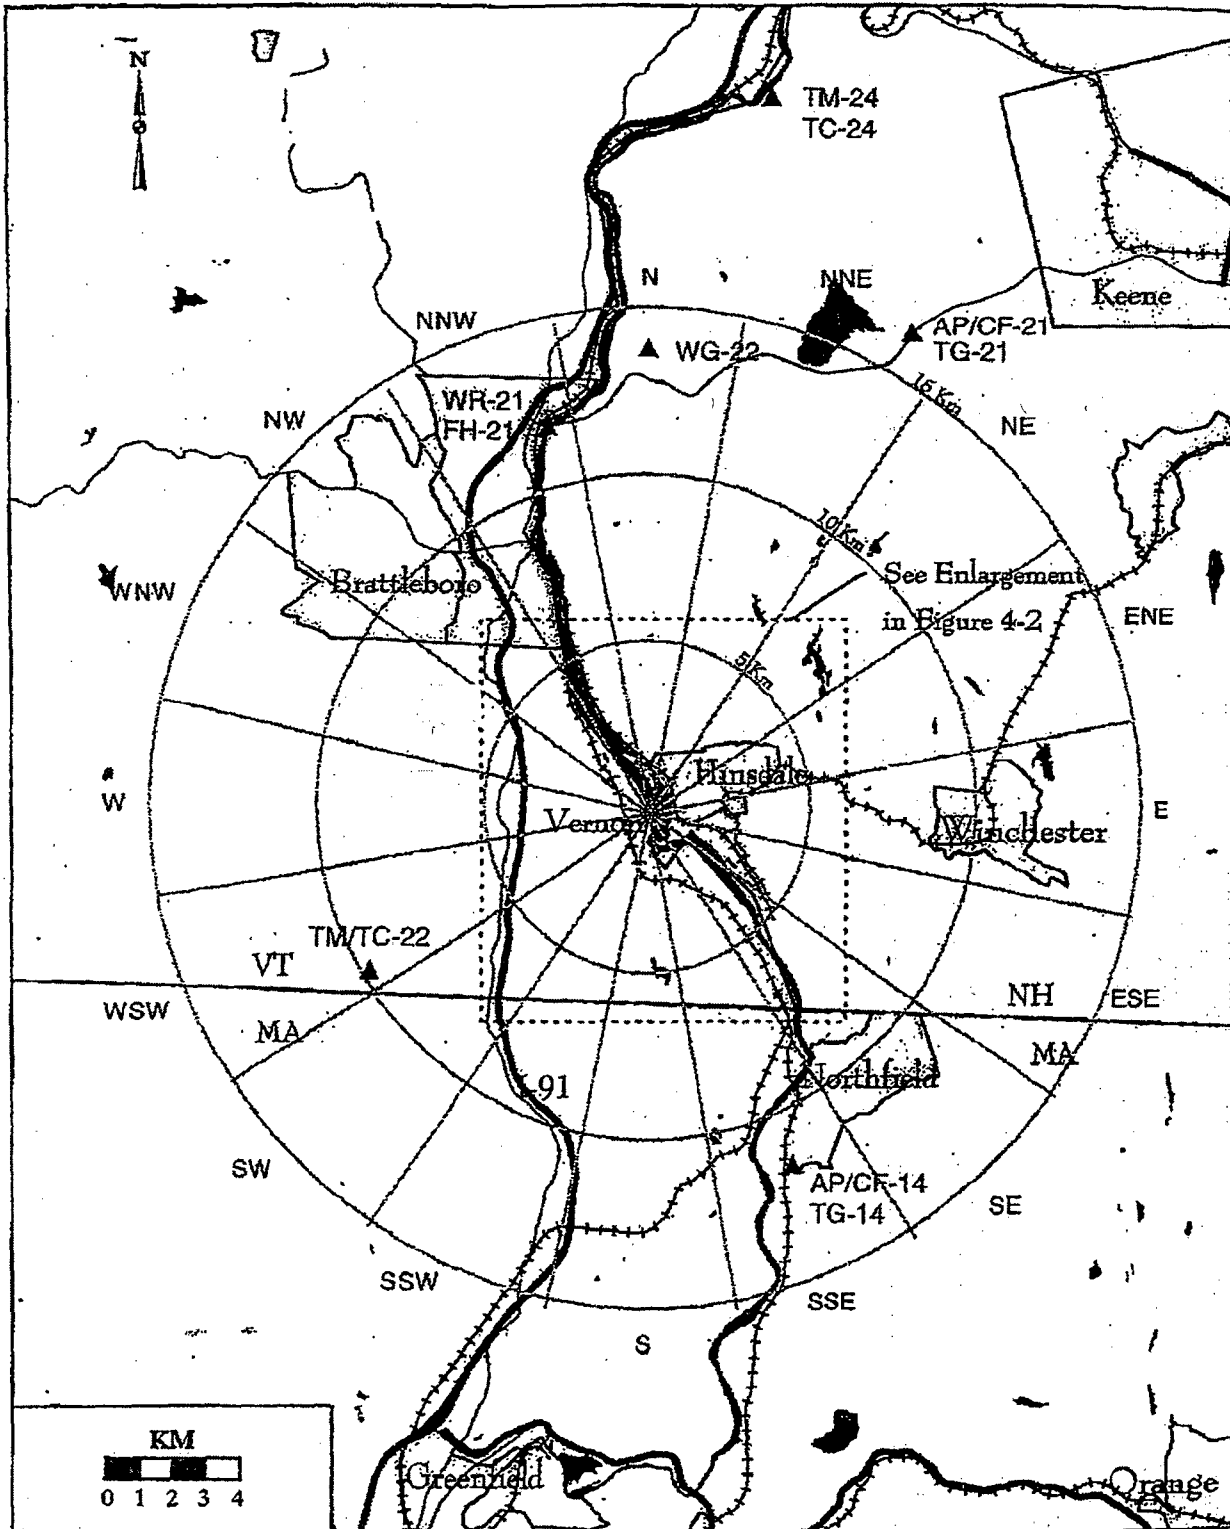 N
TM-24
TC-24
N
NNE
Keene
NNW
AP/CF-21
TG-21
WG-22
15 Km
WR-21
FH-21
NW
NE
10 Km
Brattleboro
See Enlargement
in Figure 4-2
WNW
ENE
5 Km
Hinsdale
W
Vernon
E
Winchester
TM/TC-22
VT
NH
ESE
WSW
MA
MA
I-91
Northfield
SW
AP/CF-14
TG-14
SE
SSW
SSE
S
KM
0 1 2 3 4
Greenfield
Orange